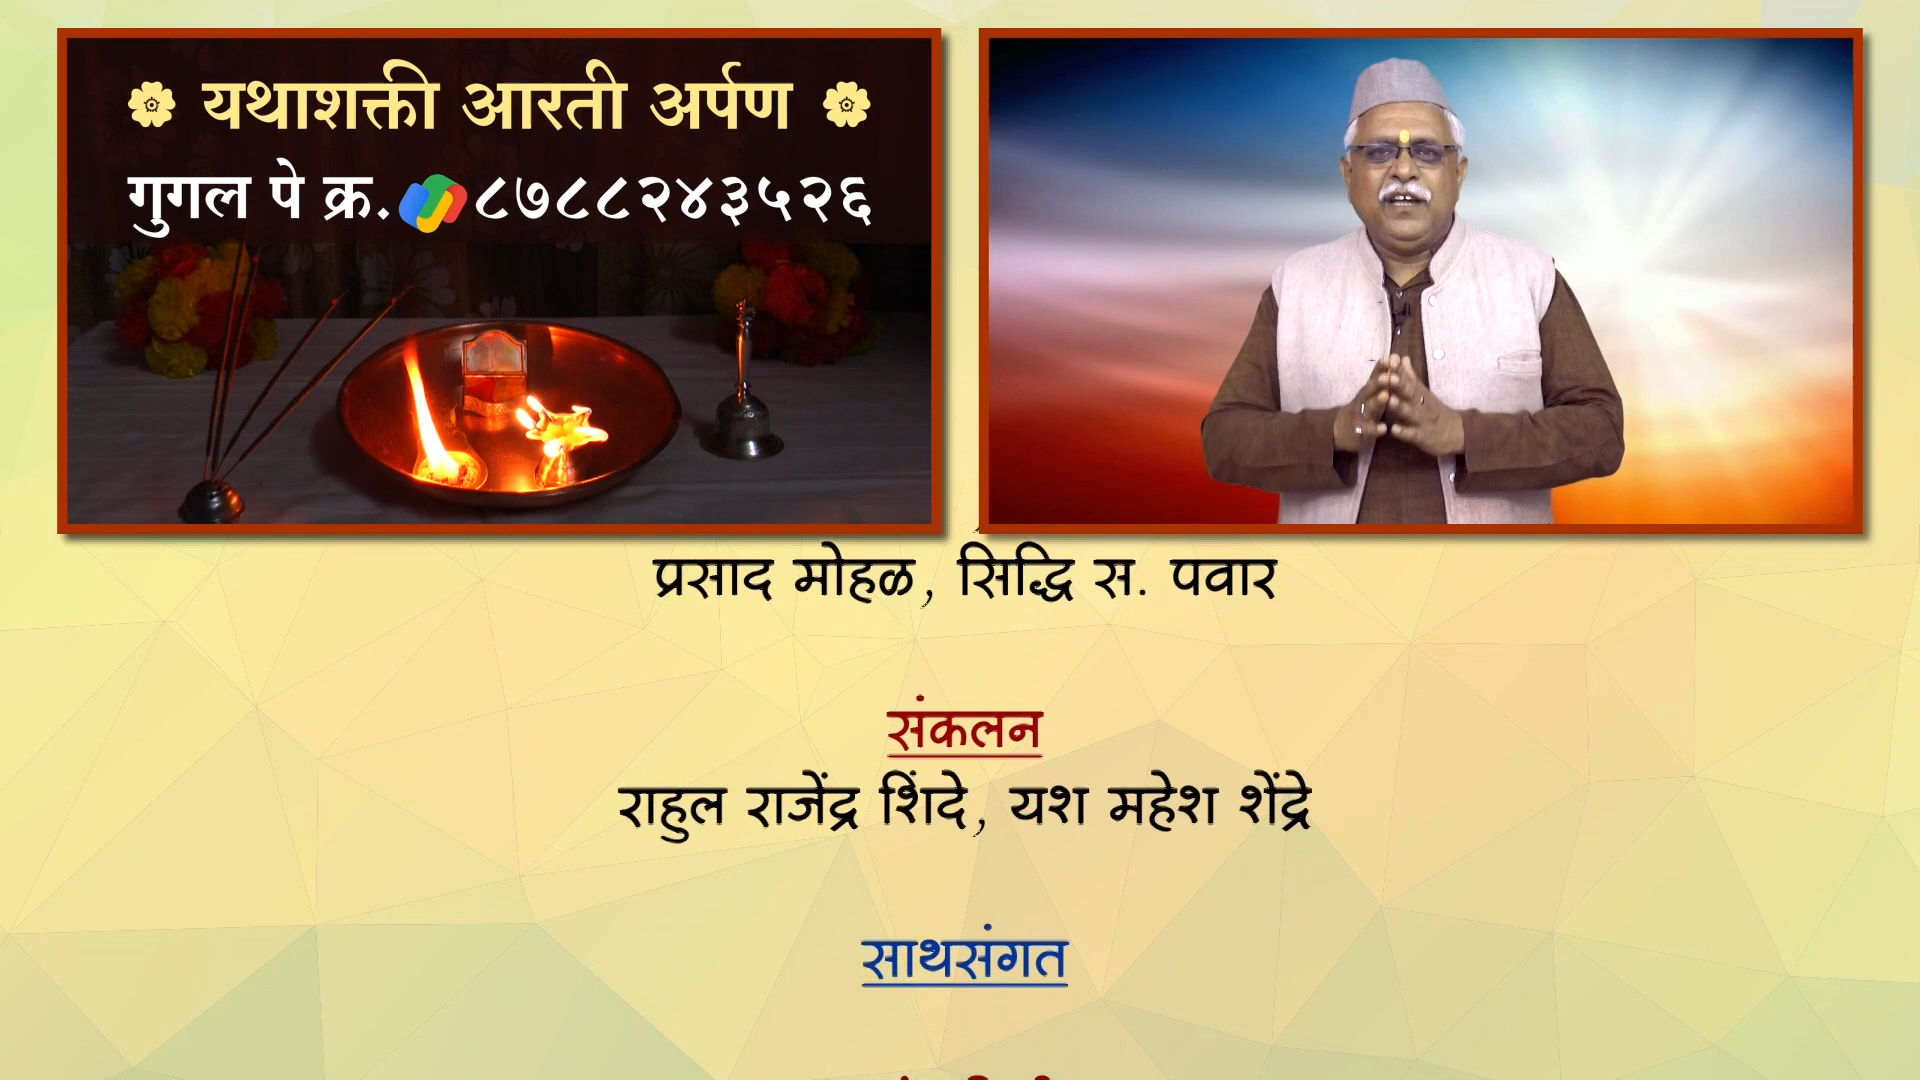 यथाशक्ती आरती अर्पण
गुगल पे क्र. ८७८८२४३५२६
प्रसाद मोहळ, सिद्धि स. पवार
संकलन
राहुल राजेंद्र शिंदे, यश महेश शेंद्रे
साथसंगत